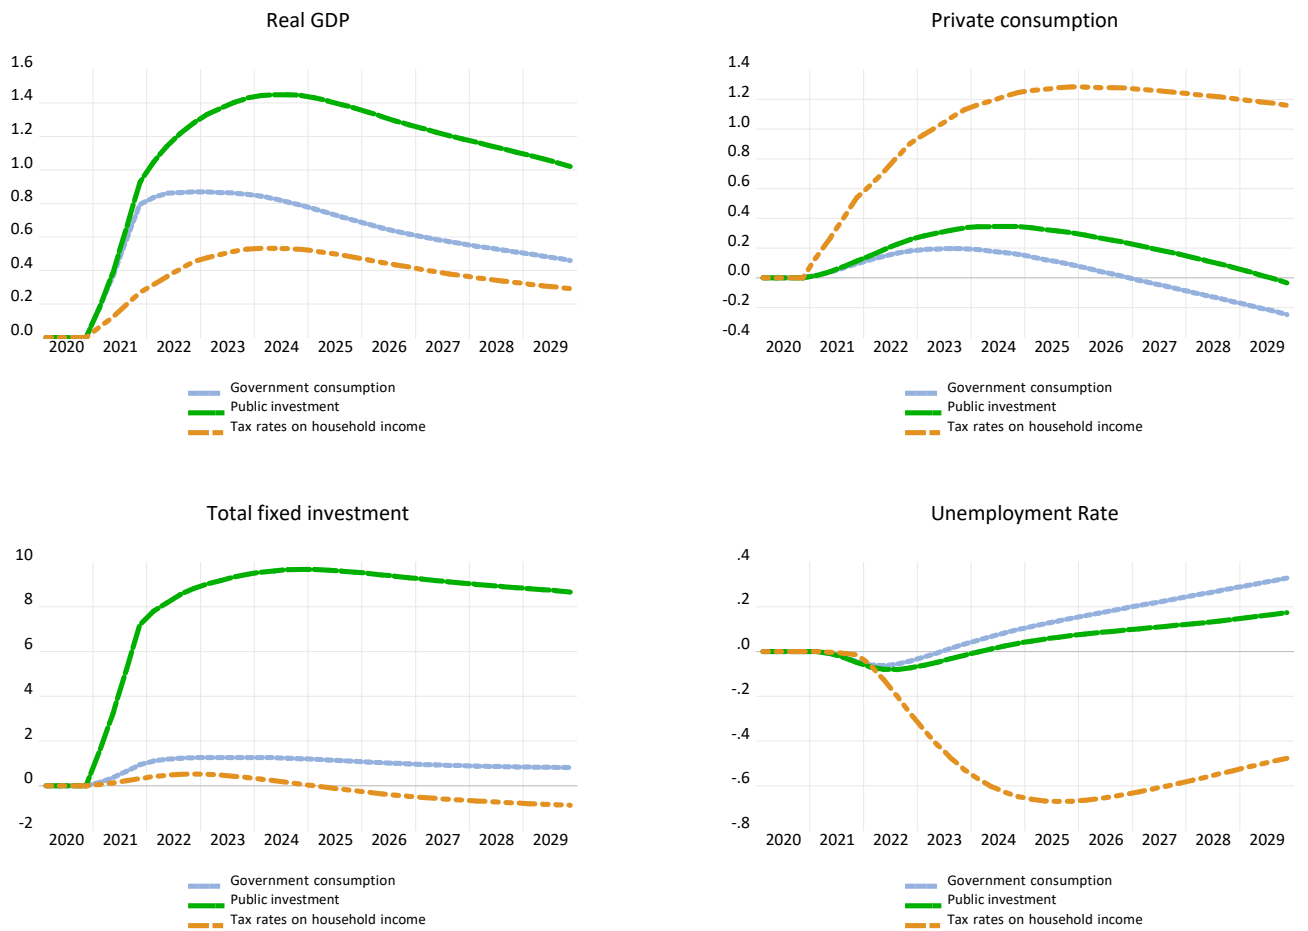 Real GDP
1.6
1.4
1.2
1.0
0.8
0.6
0.4
0.2
0.0
2020 2021 2022 2023 2024 2025 2026 2027 2028 2029
Government consumption
Public investment
Tax rates on household income
Private consumption
1.4
1.2
1.0
0.8
0.6
0.4
0.2
0.0
-0.2
-0.4
2020 2021 2022 2023 2024 2025 2026 2027 2028 2029
Government consumption
Public investment
Tax rates on household income
Total fixed investment
10
8
6
4
2
0
-2
2020 2021 2022 2023 2024 2025 2026 2027 2028 2029
Government consumption
Public investment
Tax rates on household income
Unemployment Rate
.4
.2
.0
-.2
-.4
-.6
-.8
2020 2021 2022 2023 2024 2025 2026 2027 2028 2029
Government consumption
Public investment
Tax rates on household income